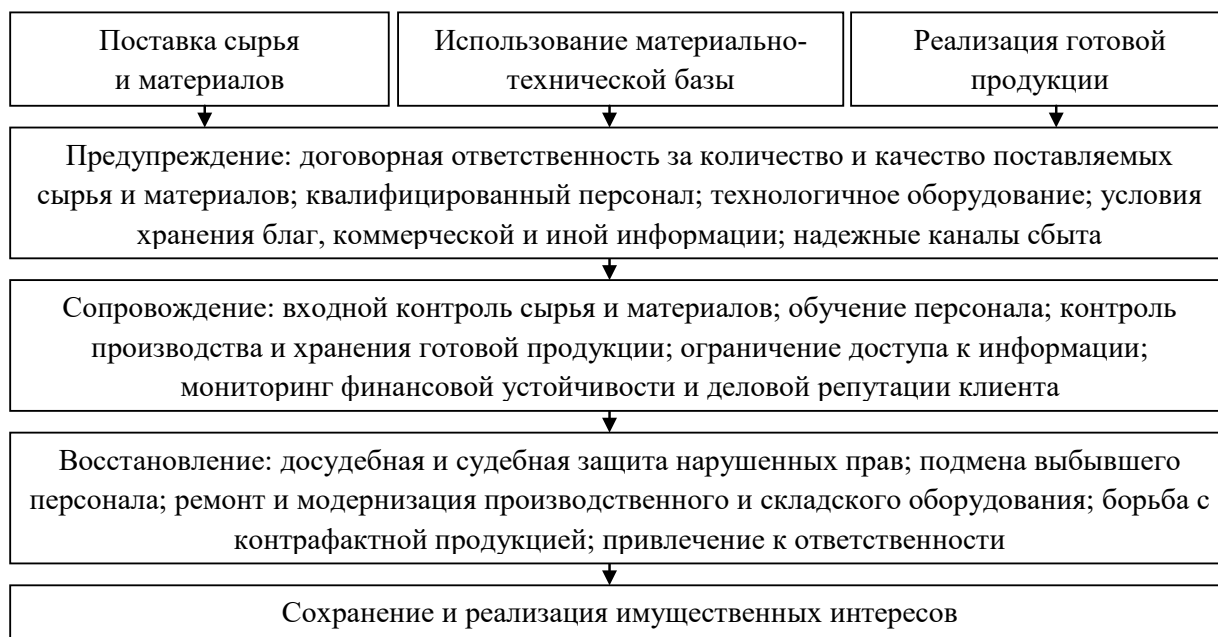 Поставка сырья
и материалов
Использование материально-
технической базы
Реализация готовой
продукции
Предупреждение: договорная ответственность за количество и качество поставляемых
сырья и материалов; квалифицированный персонал; технологичное оборудование; условия
хранения благ, коммерческой и иной информации; надежные каналы сбыта
Сопровождение: входной контроль сырья и материалов; обучение персонала; контроль
производства и хранения готовой продукции; ограничение доступа к информации;
мониторинг финансовой устойчивости и деловой репутации клиента
Восстановление: досудебная и судебная защита нарушенных прав; подмена выбывшего
персонала; ремонт и модернизация производственного и складского оборудования; борьба с
контрафактной продукцией; привлечение к ответственности
Сохранение и реализация имущественных интересов